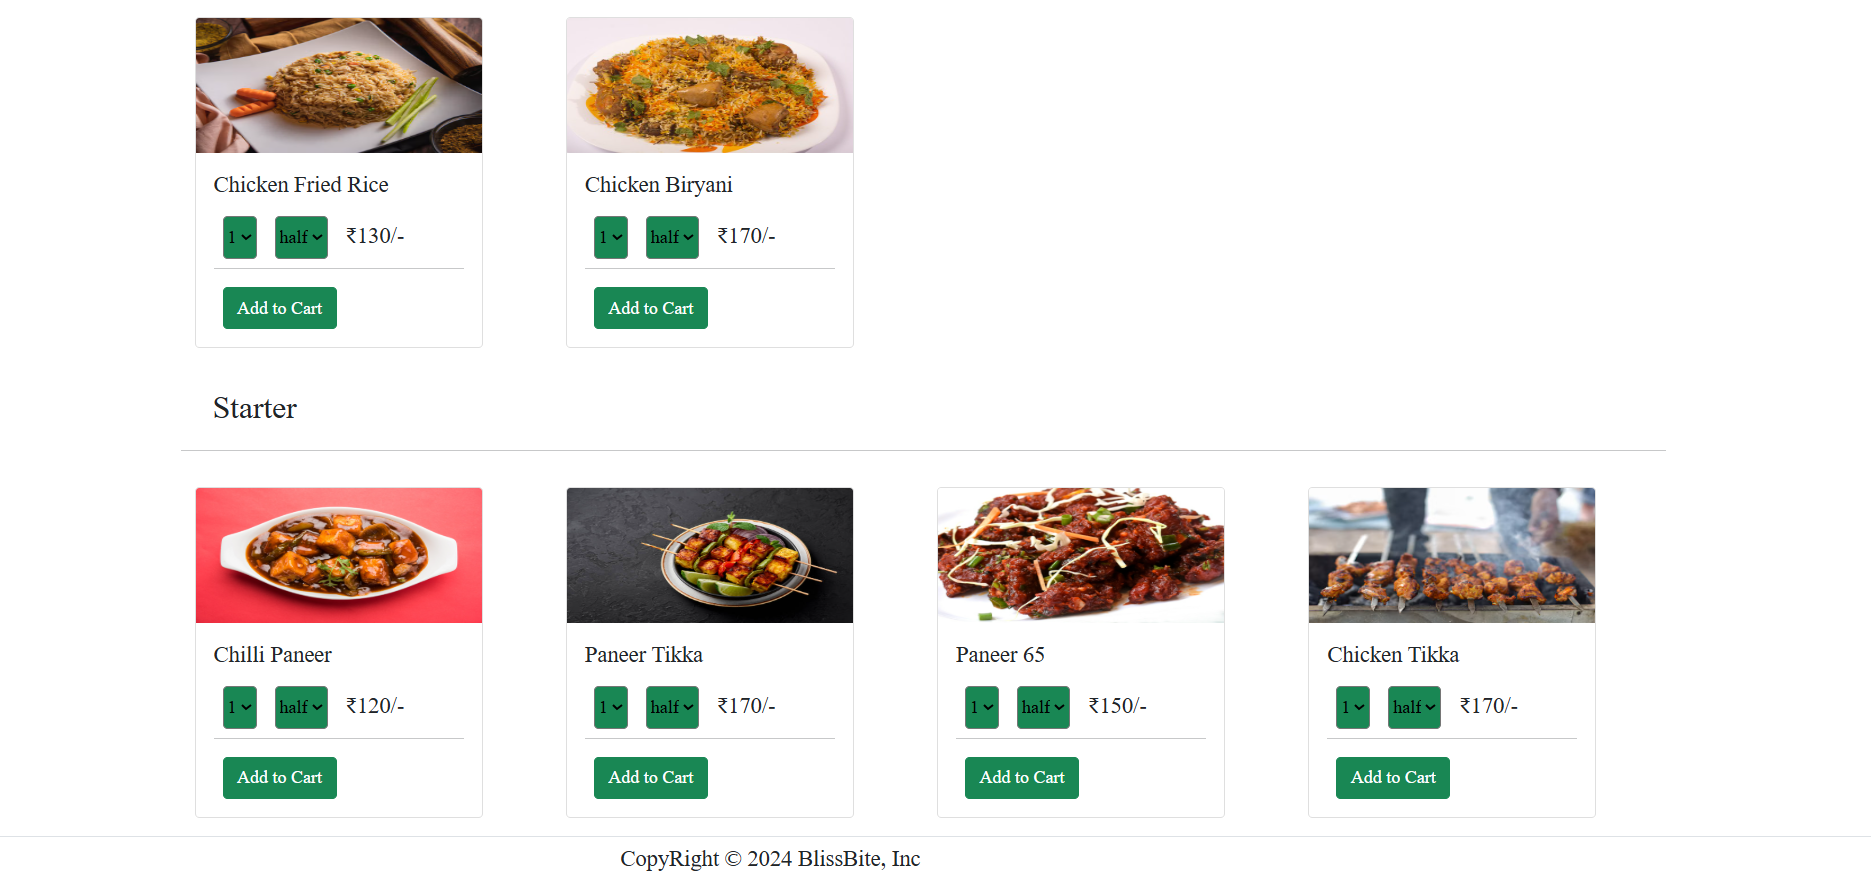 Chicken Fried Rice
1 half ₹130/-
Add to Cart
Chicken Biryani
1 half ₹170/-
Add to Cart
Starter
Chilli Paneer
1 half ₹120/-
Add to Cart
Paneer Tikka
1 half ₹170/-
Add to Cart
Paneer 65
1 half ₹150/-
Add to Cart
Chicken Tikka
1 half ₹170/-
Add to Cart
CopyRight © 2024 BlissBite, Inc